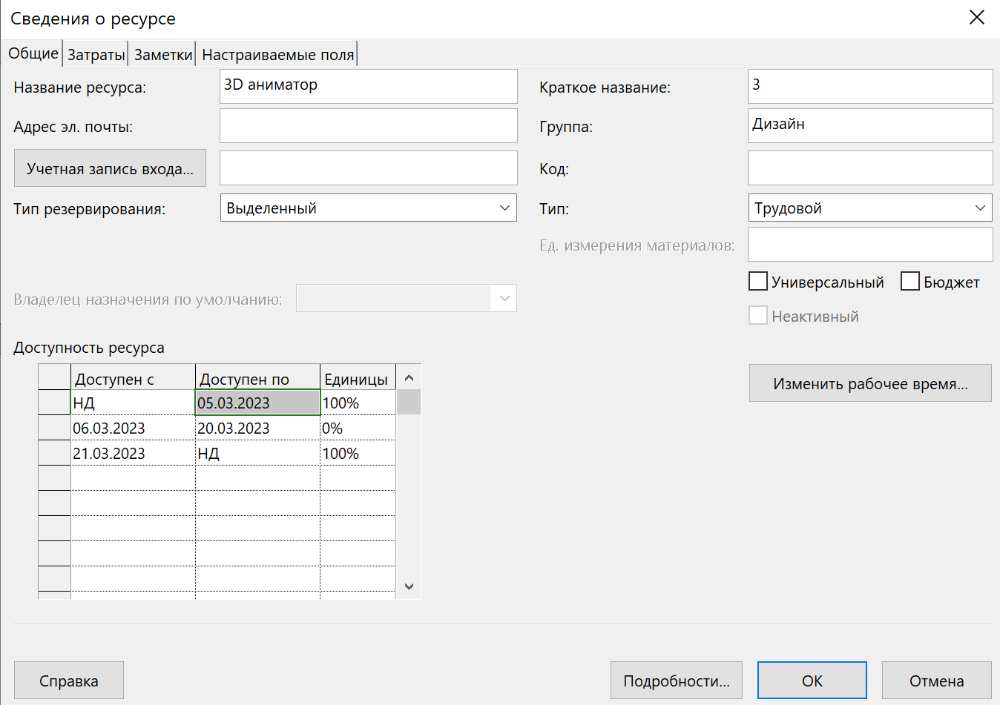 Сведения о ресурсе
Общие Затраты Заметки Настраиваемые поля
Название ресурса: 3D аниматор Краткое название: 3
Адрес эл. почты: Группа: Дизайн
Учетная запись входа... Код:
Тип резервирования: Выделенный Тип: Трудовой
Ед. измерения материалов:
Универсальный Бюджет
Владелец назначения по умолчанию:
Неактивный
Доступность ресурса
Доступен с Доступен по Единицы
Изменить рабочее время...
НД 05.03.2023 100%
06.03.2023 20.03.2023 0%
21.03.2023 НД 100%
Справка Подробности... ОК Отмена